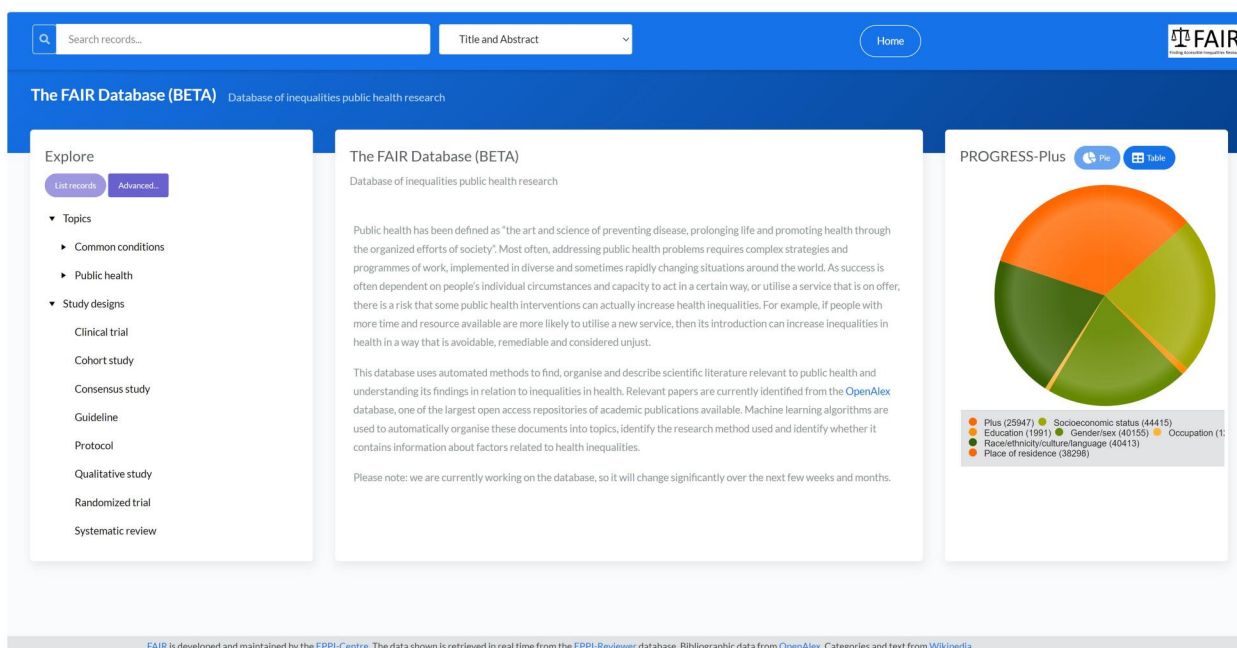 Search records...
Title and Abstract
Home
FAIR
The FAIR Database (BETA) Database of inequalities public health research
Explore
List records Advanced...
Topics
Common conditions
Public health
Study designs
Clinical trial
Cohort study
Consensus study
Guideline
Protocol
Qualitative study
Randomized trial
Systematic review
The FAIR Database (BETA)
Database of inequalities public health research
Public health has been defined as “the art and science of preventing disease, prolonging life and promoting health through
the organized efforts of society”. Most often, addressing public health problems requires complex strategies and
programmes of work, implemented in diverse and sometimes rapidly changing situations around the world. As success is
often dependent on people's individual circumstances and capacity to act in a certain way, or utilise a service that is on offer,
there is a risk that some public health interventions can actually increase health inequalities. For example, if people with
more time and resource available are more likely to utilise a new service, then its introduction can increase inequalities in
health in a way that is avoidable, remediable and considered unjust.
This database uses automated methods to find, organise and describe scientific literature relevant to public health and
understanding its findings in relation to inequalities in health. Relevant papers are currently identified from the OpenAlex
database, one of the largest open access repositories of academic publications available. Machine learning algorithms are
used to automatically organise these documents into topics, identify the research method used and identify whether it
contains information about factors related to health inequalities.
Please note: we are currently working on the database, so it will change significantly over the next few weeks and months.
PROGRESS-Plus Pie Table
Plus (25947) Socioeconomic status (44415)
Education (1991) Gender/sex (40155) Occupation (1
Race/ethnicity/culture/language (40413)
Place of residence (38298)
FAIR is developed and maintained by the EPPI-Centre. The data shown is retrieved in real time from the EPPI-Reviewer database. Bibliographic data from OpenAlex. Categories and text from Wikipedia